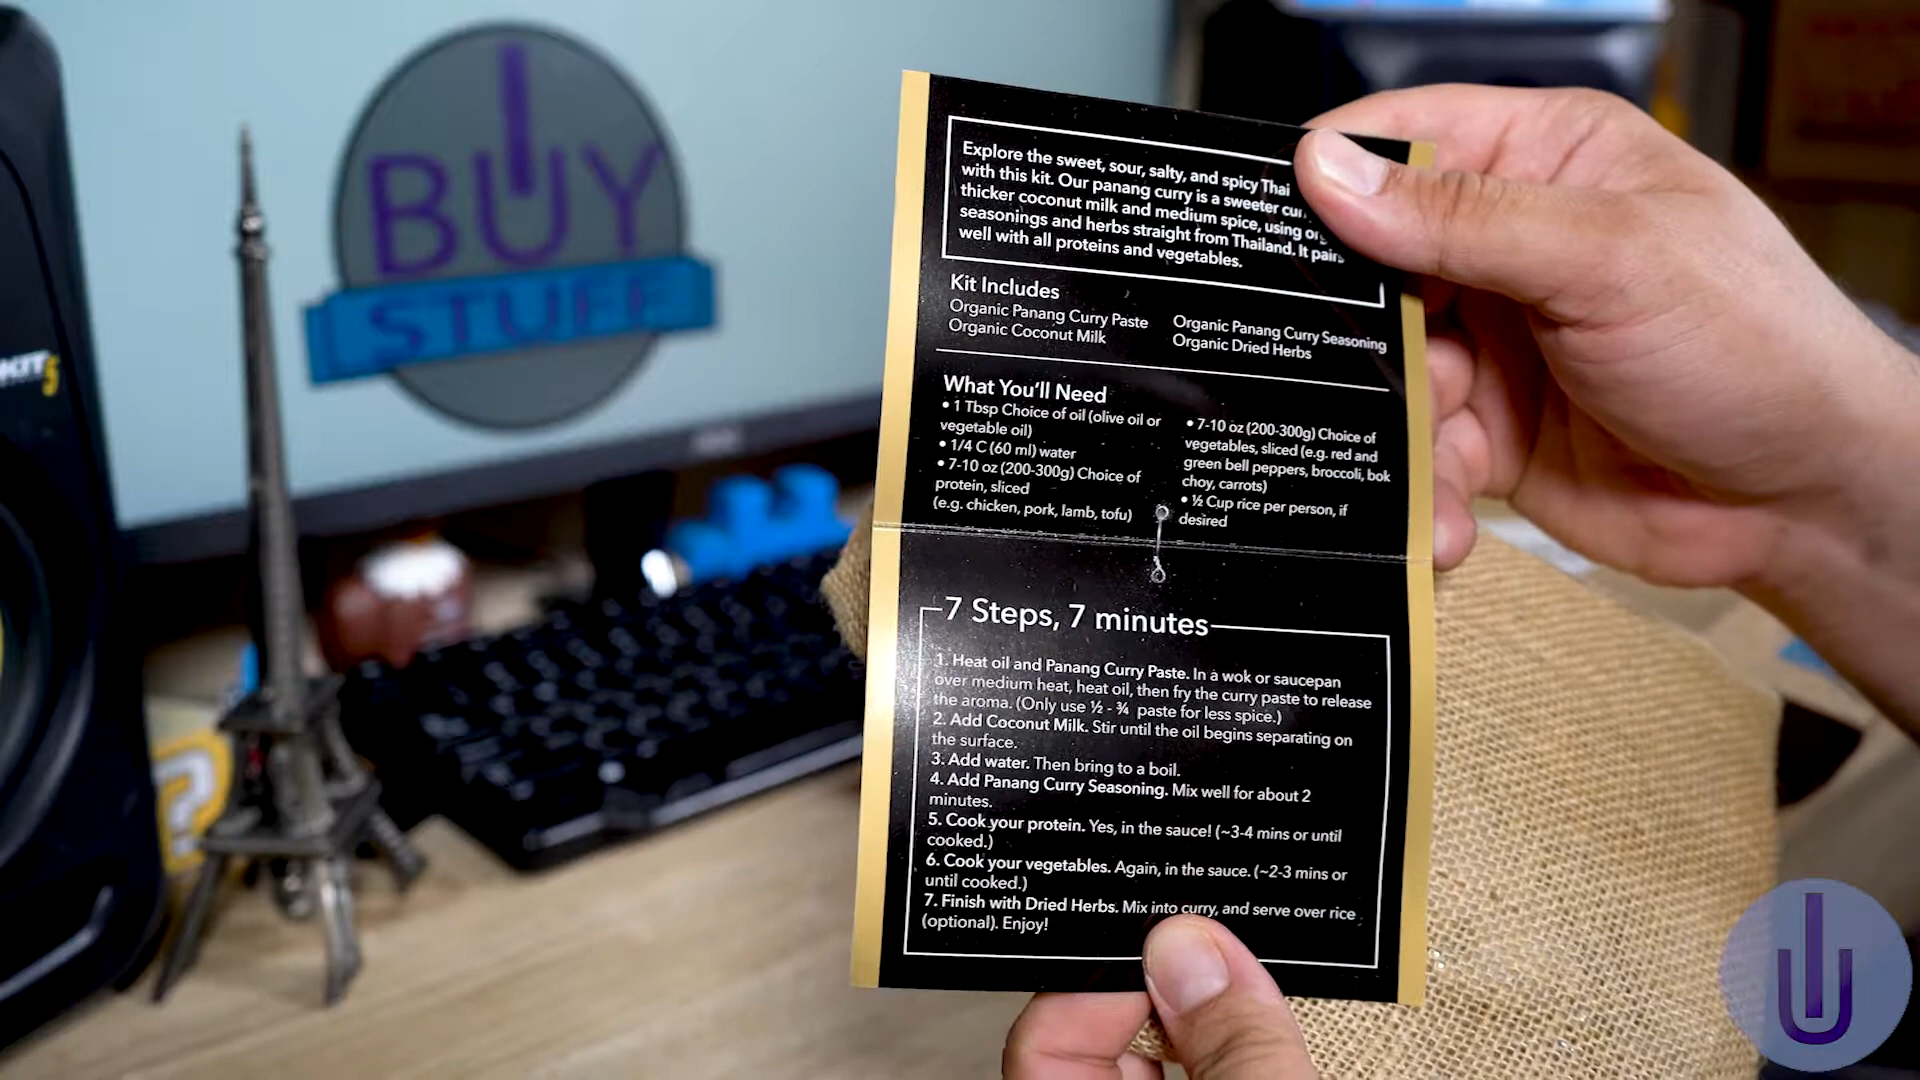 BUY
STUFF
KIT5
Explore the sweet, sour, salty, and spicy Thai
with this kit. Our panang curry is a sweeter
thicker coconut milk and medium spice, using
seasonings and herbs straight from Thailand. It pairs
well with all proteins and vegetables.
Kit Includes
Organic Panang Curry Paste
Organic Coconut Milk
Organic Panang Curry Seasoning
Organic Dried Herbs
What You'll Need
• 1 Tbsp Choice of oil (olive oil or
vegetable oil)
• 1/4 C (60 ml) water
• 7-10 oz (200-300g) Choice of
protein, sliced
(e.g. chicken, pork, lamb, tofu)
• 7-10 oz (200-300g) Choice of
vegetables, sliced (e.g. red and
green bell peppers, broccoli, bok
choy, carrots)
• ½ Cup rice per person, if
desired
7 Steps, 7 minutes
1. Heat oil and Panang Curry Paste. In a wok or saucepan
over medium heat, heat oil, then fry the curry paste to release
the aroma. (Only use ½ - ¾ paste for less spice.)
2. Add Coconut Milk. Stir until the oil begins separating on
the surface.
3. Add water. Then bring to a boil.
4. Add Panang Curry Seasoning. Mix well for about 2
minutes.
5. Cook your protein. Yes, in the sauce! (~3-4 mins or until
cooked.)
6. Cook your vegetables. Again, in the sauce. (~2-3 mins or
until cooked.)
7. Finish with Dried Herbs. Mix into curry, and serve over rice
(optional). Enjoy!